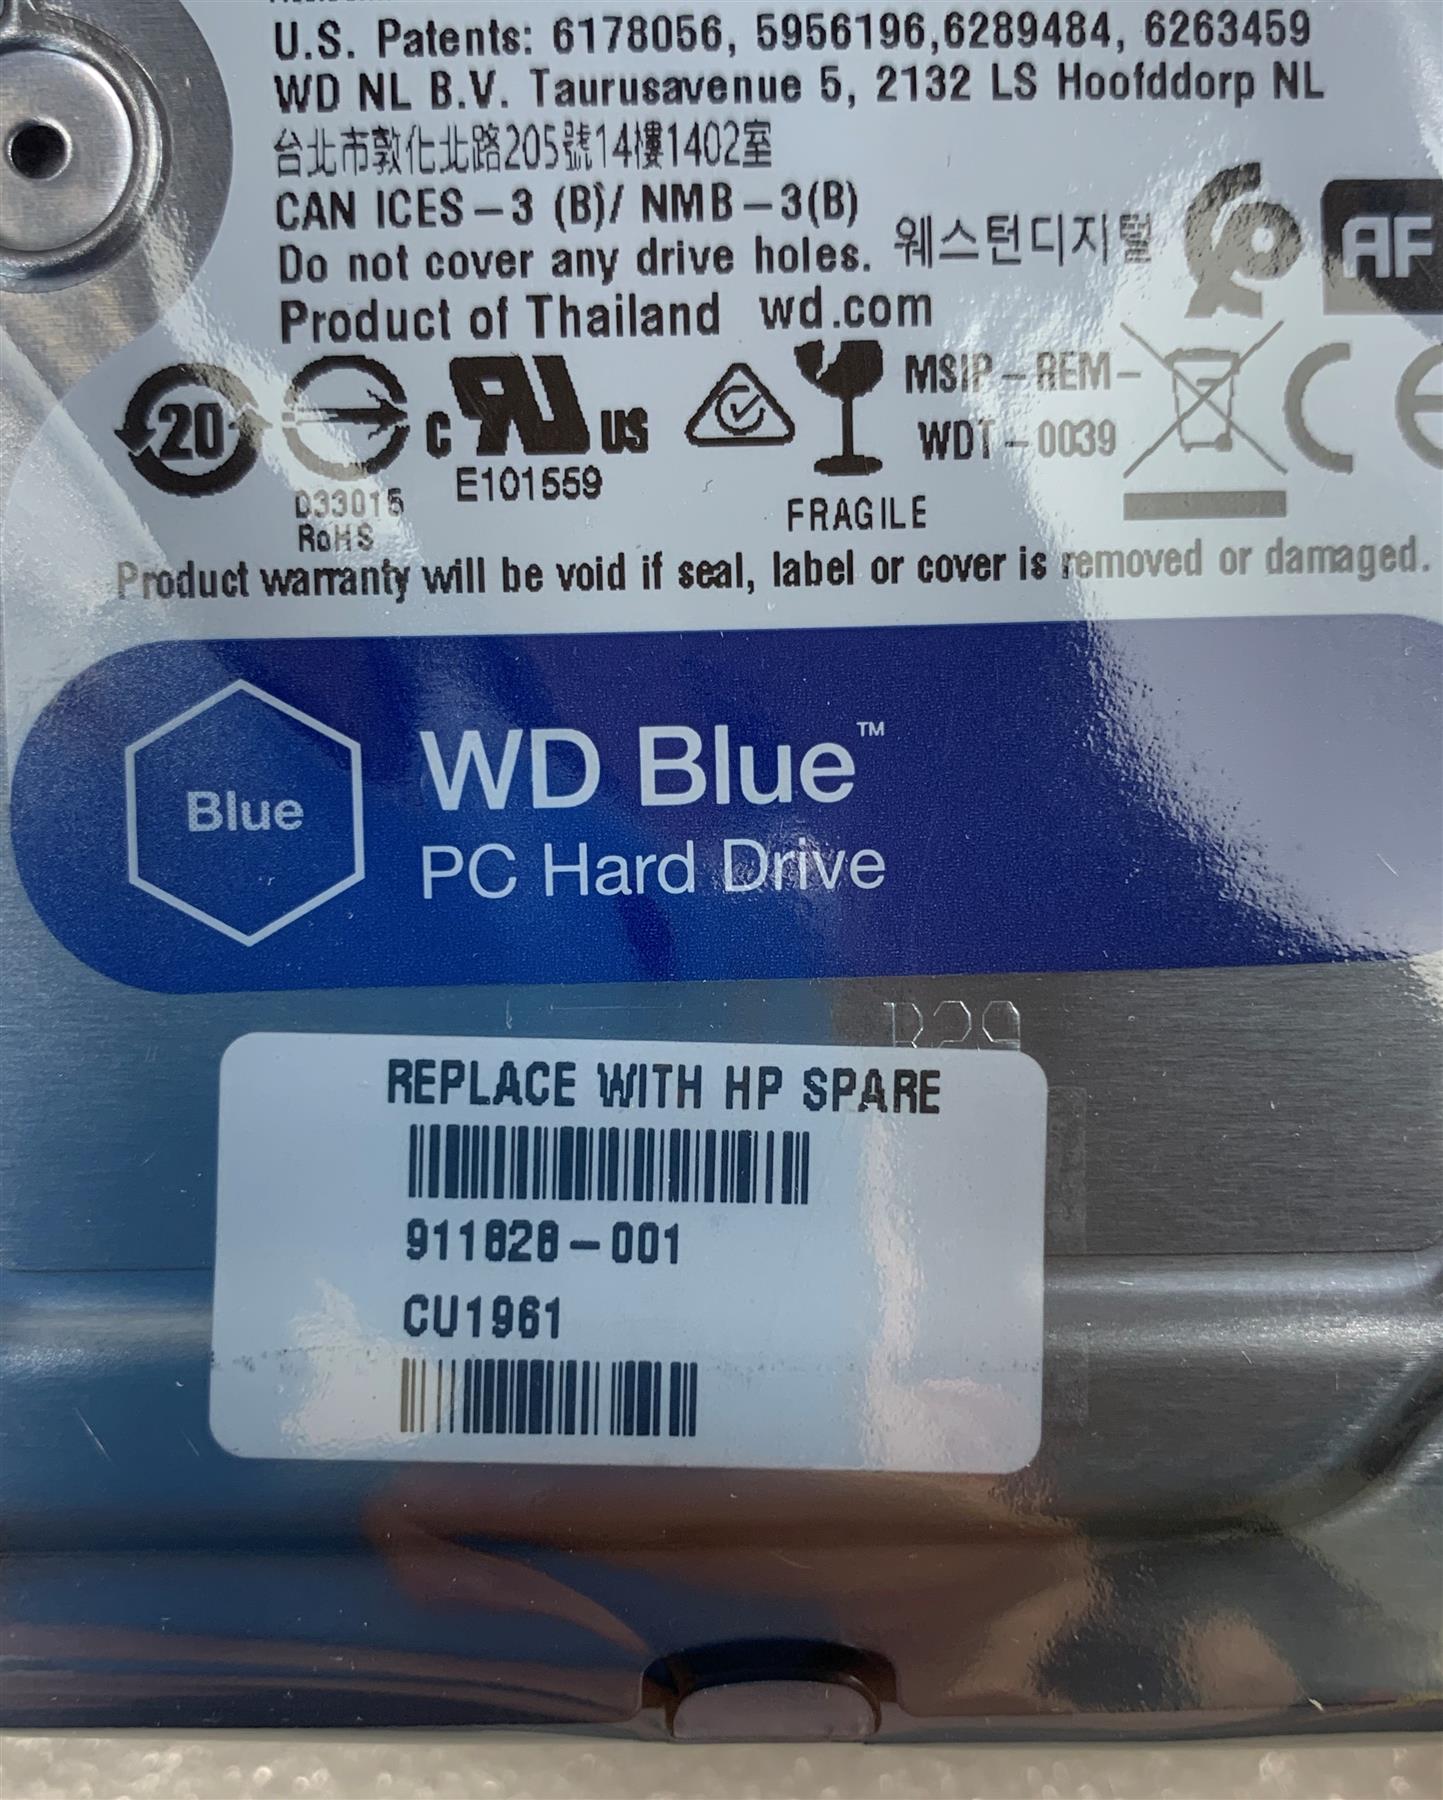 U.S. Patents: 6178056, 5956196,6289484, 6263459
WD NL B.V. Taurusavenue 5, 2132 LS Hoofddorp NL
台北市敦化北路205號14樓1402室
CAN ICES-3 (B)/ NMB-3(B)
Do not cover any drive holes. 웨스턴디지털
AF
Product of Thailand wd.com
20
c RU US
MSIP-REM-
WDT-0039
CE
D33015
RoHS
E101559
FRAGILE
Product warranty will be void if seal, label or cover is removed or damaged.
Blue
WD Blue™
PC Hard Drive
REPLACE WITH HP SPARE
911828-001
CU1961